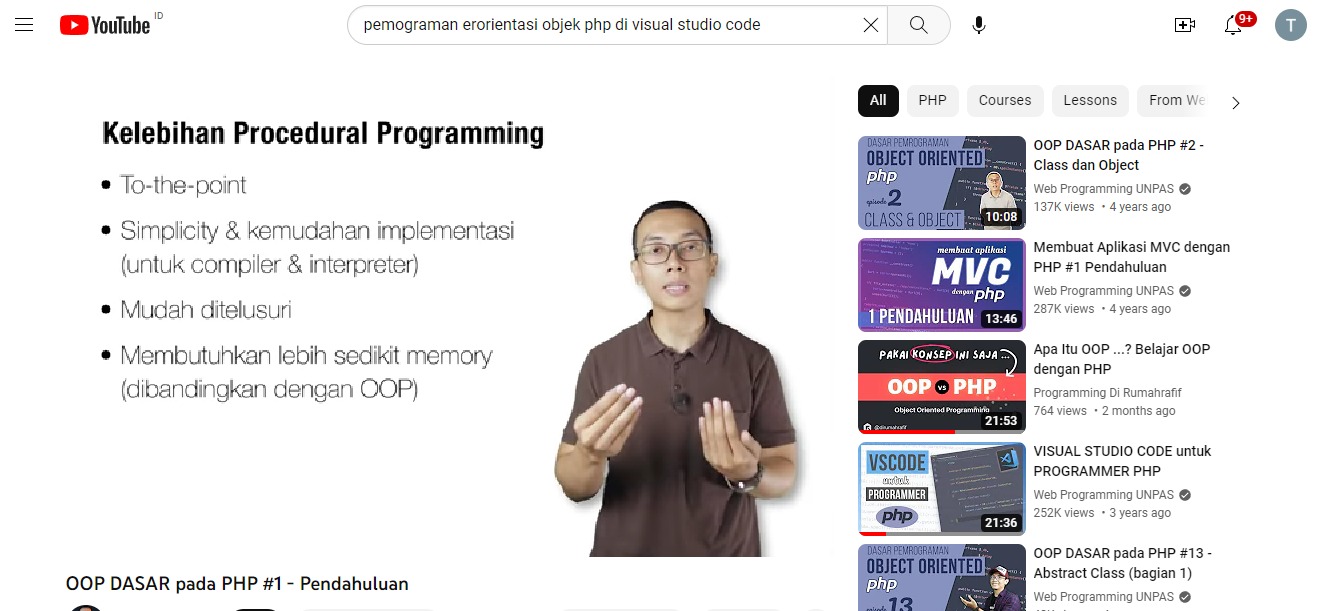 YouTube ID
pemograman erorientasi objek php di visual studio code
9+
T
Kelebihan Procedural Programming
To-the-point
Simplicity & kemudahan implementasi
(untuk compiler & interpreter)
Mudah ditelusuri
Membutuhkan lebih sedikit memory
(dibandingkan dengan OOP)
OOP DASAR pada PHP #1 - Pendahuluan
All
PHP
Courses
Lessons
From We
DASAR PEMROGRAMAN
OBJECT ORIENTED
php
episode 2
CLASS & OBJECT
10:08
OOP DASAR pada PHP #2 -
Class dan Object
Web Programming UNPAS
137K views • 4 years ago
membuat aplikasi
MVC
dengan php
1 PENDAHULUAN
13:46
Membuat Aplikasi MVC dengan
PHP #1 Pendahuluan
Web Programming UNPAS
287K views • 4 years ago
PAKAI KONSEP INI SAJA ...
OOP vs PHP
Object Oriented Programming
@dirumahrafif
21:53
Apa Itu OOP ...? Belajar OOP
dengan PHP
Programming Di Rumahrafif
764 views • 2 months ago
VSCODE
untuk
PROGRAMMER
php
21:36
VISUAL STUDIO CODE untuk
PROGRAMMER PHP
Web Programming UNPAS
252K views • 3 years ago
DASAR PEMROGRAMAN
OBJECT ORIENTED
php
episode 13
OOP DASAR pada PHP #13 -
Abstract Class (bagian 1)
Web Programming UNPAS